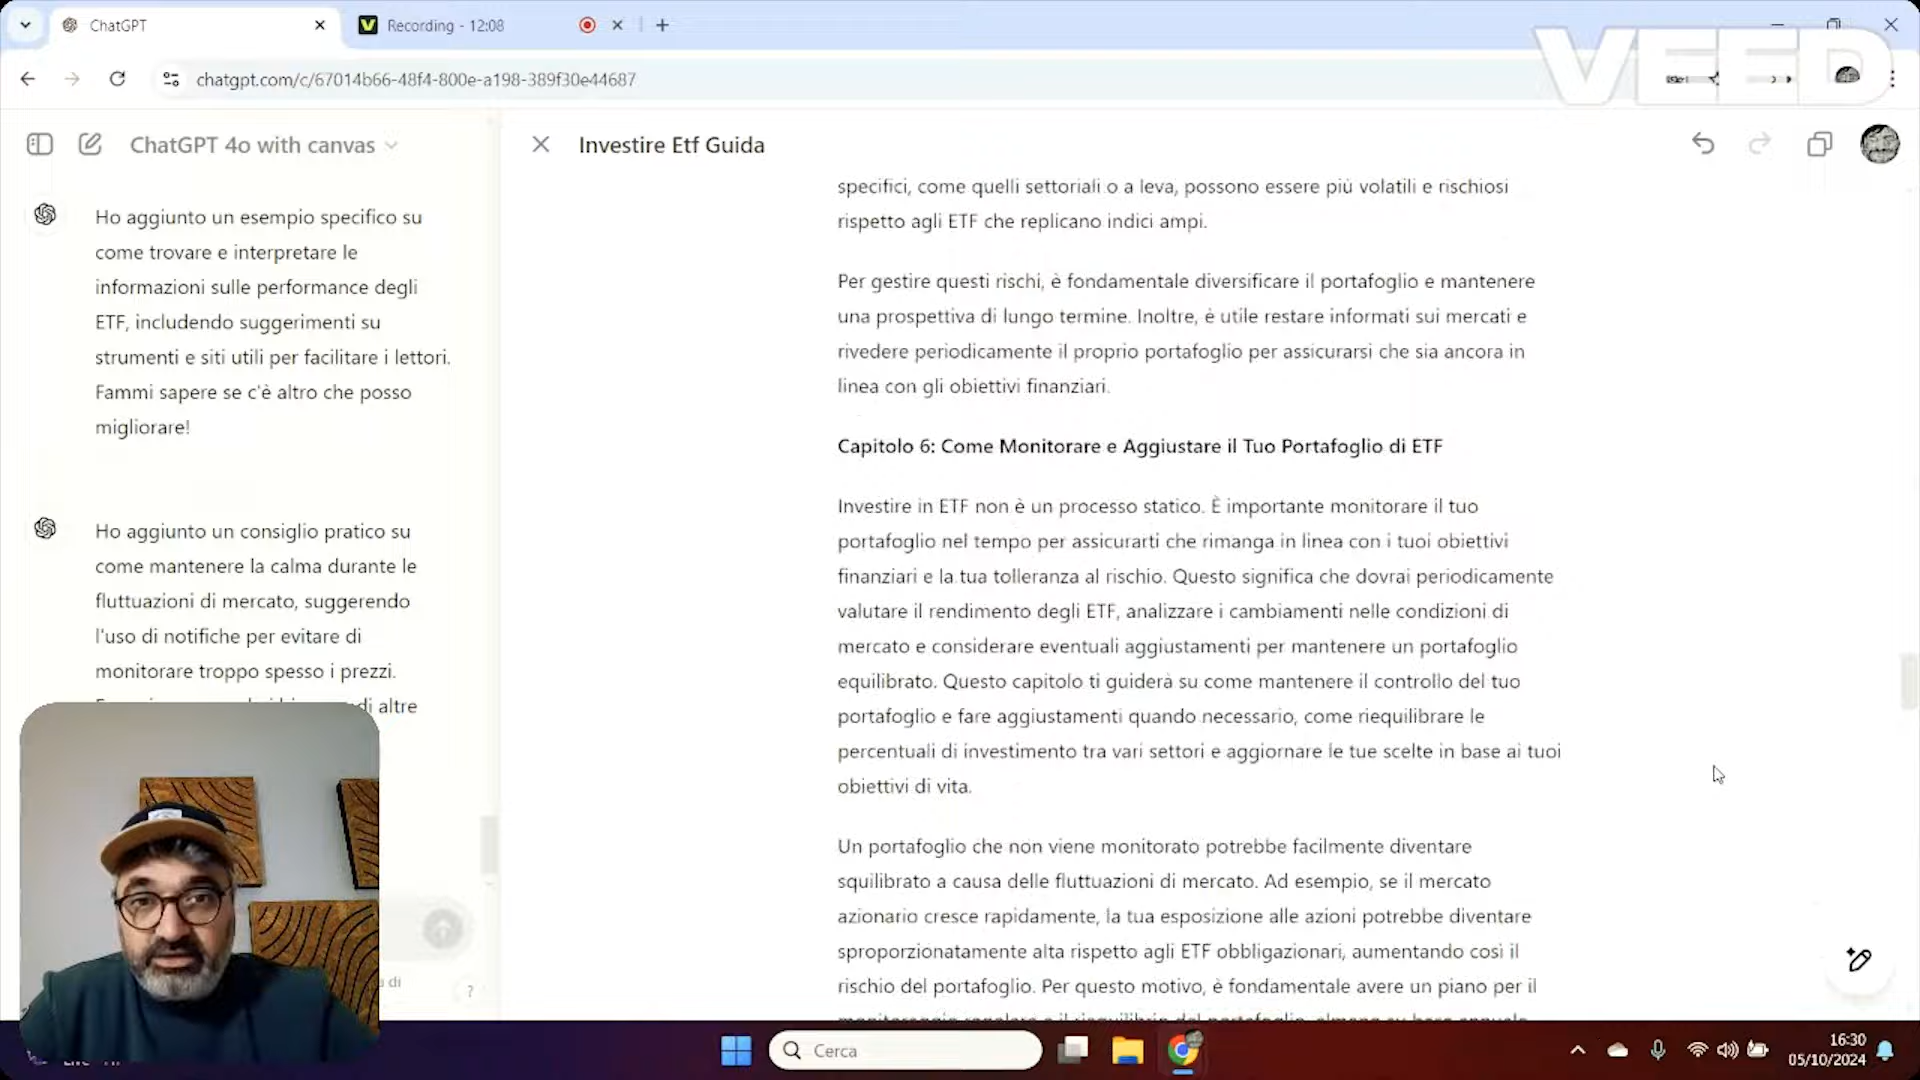 ChatGPT
Recording - 12:08
VEED
chatgpt.com/c/67014b66-48f4-800e-a198-389f30e44687
ChatGPT 4o with canvas
Ho aggiunto un esempio specifico su
come trovare e interpretare le
informazioni sulle performance degli
ETF, includendo suggerimenti su
strumenti e siti utili per facilitare i lettori.
Fammi sapere se c'è altro che posso
migliorare!
Ho aggiunto un consiglio pratico su
come mantenere la calma durante le
fluttuazioni di mercato, suggerendo
l'uso di notifiche per evitare di
monitorare troppo spesso i prezzi.
di altre
di
?
Investire Etf Guida
specifici, come quelli settoriali o a leva, possono essere più volatili e rischiosi
rispetto agli ETF che replicano indici ampi.
Per gestire questi rischi, è fondamentale diversificare il portafoglio e mantenere
una prospettiva di lungo termine. Inoltre, è utile restare informati sui mercati e
rivedere periodicamente il proprio portafoglio per assicurarsi che sia ancora in
linea con gli obiettivi finanziari.
Capitolo 6: Come Monitorare e Aggiustare il Tuo Portafoglio di ETF
Investire in ETF non è un processo statico. È importante monitorare il tuo
portafoglio nel tempo per assicurarti che rimanga in linea con i tuoi obiettivi
finanziari e la tua tolleranza al rischio. Questo significa che dovrai periodicamente
valutare il rendimento degli ETF, analizzare i cambiamenti nelle condizioni di
mercato e considerare eventuali aggiustamenti per mantenere un portafoglio
equilibrato. Questo capitolo ti guiderà su come mantenere il controllo del tuo
portafoglio e fare aggiustamenti quando necessario, come riequilibrare le
percentuali di investimento tra vari settori e aggiornare le tue scelte in base ai tuoi
obiettivi di vita.
Un portafoglio che non viene monitorato potrebbe facilmente diventare
squilibrato a causa delle fluttuazioni di mercato. Ad esempio, se il mercato
azionario cresce rapidamente, la tua esposizione alle azioni potrebbe diventare
sproporzionatamente alta rispetto agli ETF obbligazionari, aumentando così il
rischio del portafoglio. Per questo motivo, è fondamentale avere un piano per il
Cerca
16:30
05/10/2024